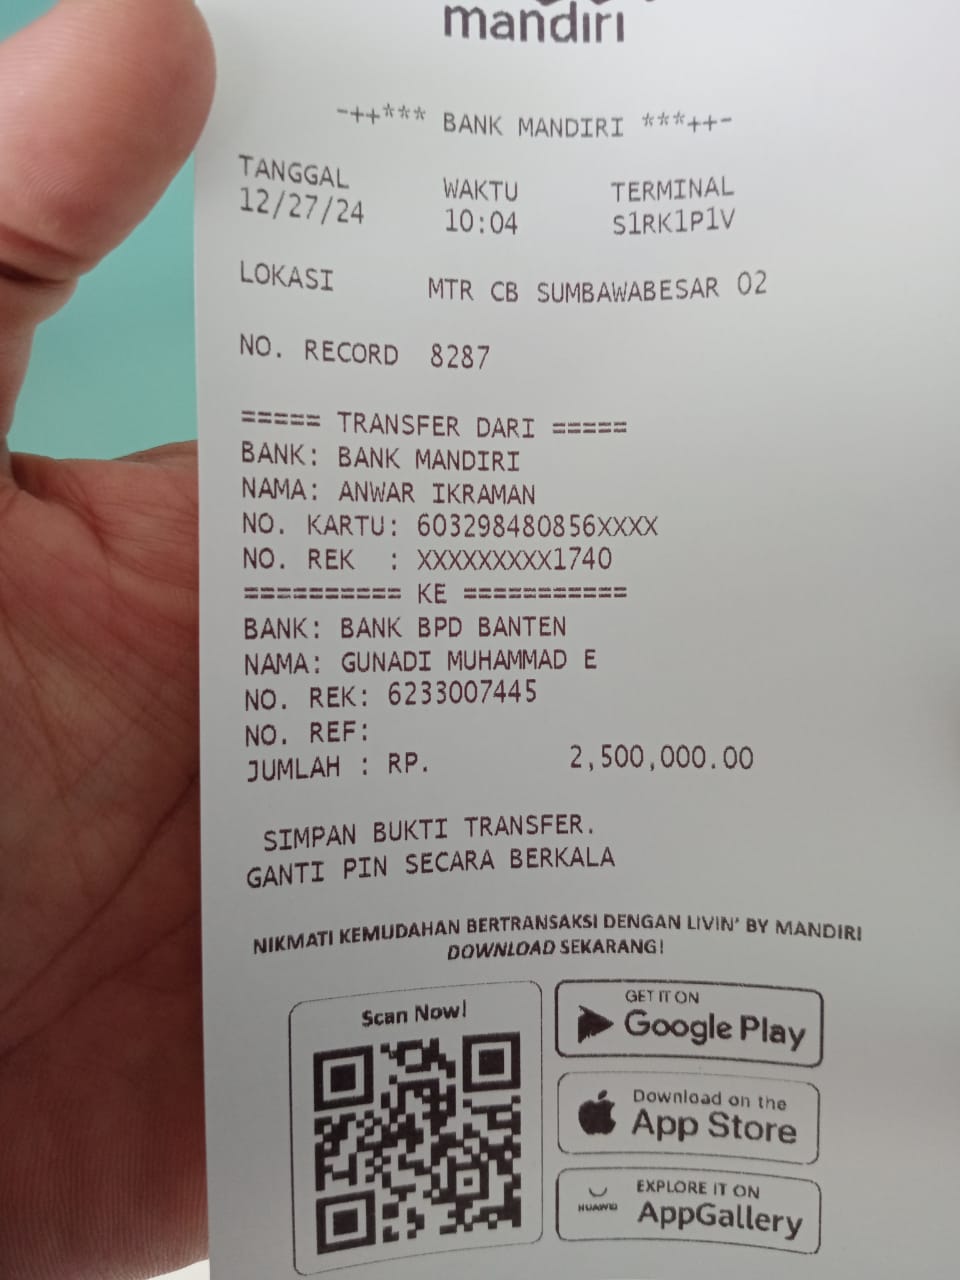 mandiri
-++*** BANK MANDIRI ***++-
TANGGAL WAKTU TERMINAL
12/27/24 10:04 S1RK1P1V
LOKASI MTR CB SUMBAWABESAR 02
NO. RECORD 8287
===== TRANSFER DARI =====
BANK: BANK MANDIRI
NAMA: ANWAR IKRAMAN
NO. KARTU: 603298480856XXXX
NO. REK : XXXXXXXXX1740
========== KE ===========
BANK: BANK BPD BANTEN
NAMA: GUNADI MUHAMMAD E
NO. REK: 6233007445
NO. REF:
JUMLAH : RP. 2,500,000.00
SIMPAN BUKTI TRANSFER.
GANTI PIN SECARA BERKALA
NIKMATI KEMUDAHAN BERTRANSAKSI DENGAN LIVIN' BY MANDIRI
DOWNLOAD SEKARANG!
Scan Now!
GET IT ON
Google Play
Download on the
App Store
HUAWEI
EXPLORE IT ON
AppGallery